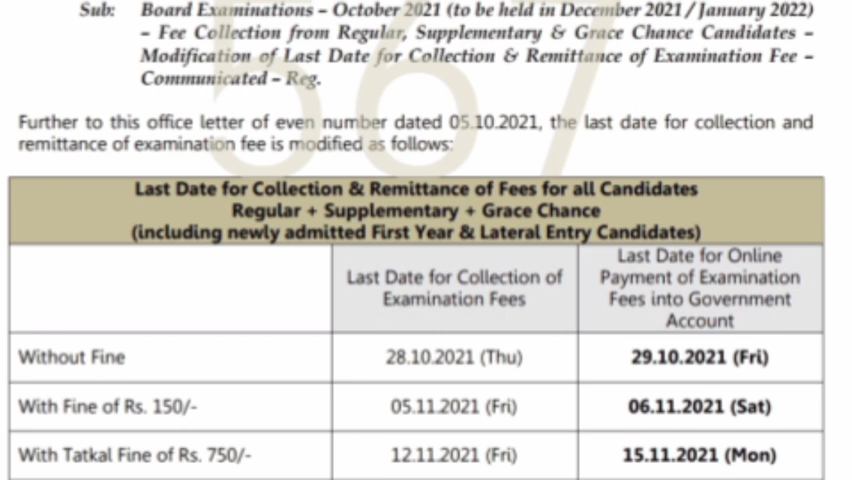 Sub: Board Examinations – October 2021 (to be held in December 2021 / January 2022)
– Fee Collection from Regular, Supplementary & Grace Chance Candidates –
Modification of Last Date for Collection & Remittance of Examination Fee –
Communicated – Reg.
Further to this office letter of even number dated 05.10.2021, the last date for collection and
remittance of examination fee is modified as follows:
Last Date for Collection & Remittance of Fees for all Candidates
Regular + Supplementary + Grace Chance
(including newly admitted First Year & Lateral Entry Candidates)
Last Date for Collection of
Examination Fees
Last Date for Online
Payment of Examination
Fees into Government
Account
Without Fine 28.10.2021 (Thu) 29.10.2021 (Fri)
With Fine of Rs. 150/- 05.11.2021 (Fri) 06.11.2021 (Sat)
With Tatkal Fine of Rs. 750/- 12.11.2021 (Fri) 15.11.2021 (Mon)
567